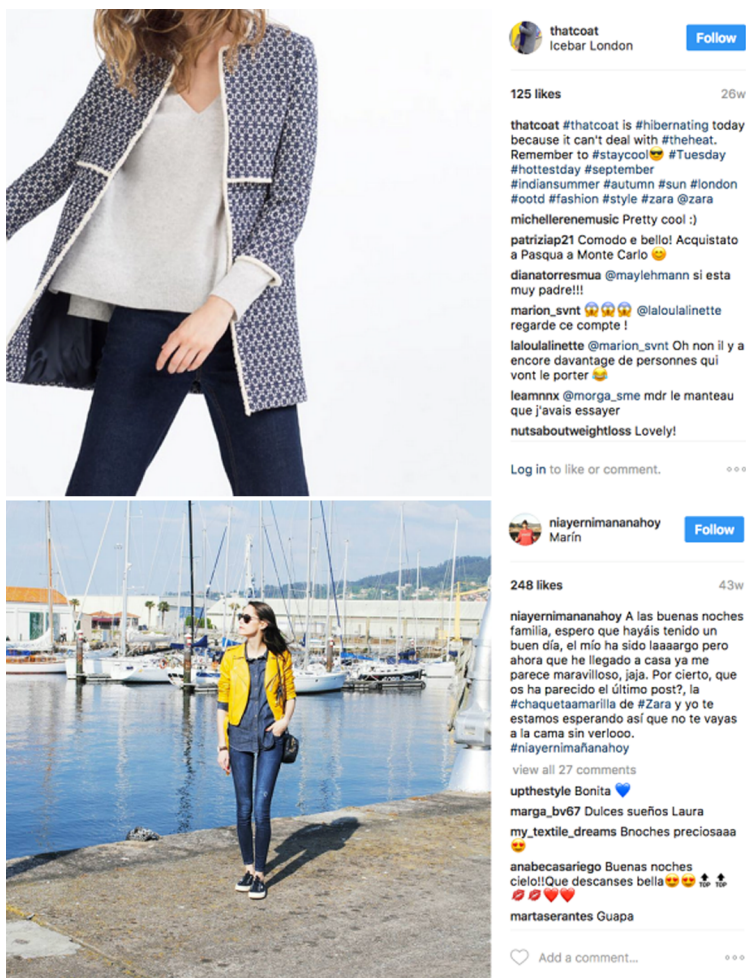 thatcoat
Icebar London
Follow
125 likes
26w
thatcoat #thatcoat is #hibernating today
because it can't deal with #theheat.
Remember to #staycool😎 #Tuesday
#hottestday #september
#indiansummer #autumn #sun #london
#ootd #fashion #style #zara @zara
michellerenemusic Pretty cool :)
patriziap21 Comodo e bello! Acquistato
a Pasqua a Monte Carlo 😊
dianatorresmua @maylehmann si esta
muy padre!!!
marion_svnt 😱😱😱 @laloulalinette
regarde ce compte !
laloulalinette @marion_svnt Oh non il y a
encore davantage de personnes qui
vont le porter 😂
leamnnx @morga_sme mdr le manteau
que j'avais essayer
nutsaboutweightloss Lovely!
Log in to like or comment.
niayernimananahoy
Marín
Follow
248 likes
43w
niayernimananahoy A las buenas noches
familia, espero que hayáis tenido un
buen día, el mío ha sido laaaargo pero
ahora que he llegado a casa ya me
parece maravilloso, jaja. Por cierto, que
os ha parecido el último post?, la
#chaquetaamarilla de #Zara y yo te
estamos esperando así que no te vayas
a la cama sin verlooo.
#niayernimañanahoy
view all 27 comments
upthestyle Bonita 💙
marga_bv67 Dulces sueños Laura
my_textile_dreams Bnoches preciosaaa
😍
anabecasariego Buenas noches
cielo!!Que descanses bella😍😍🔝🔝
💋💋❤️❤️
martaserantes Guapa
Add a comment...